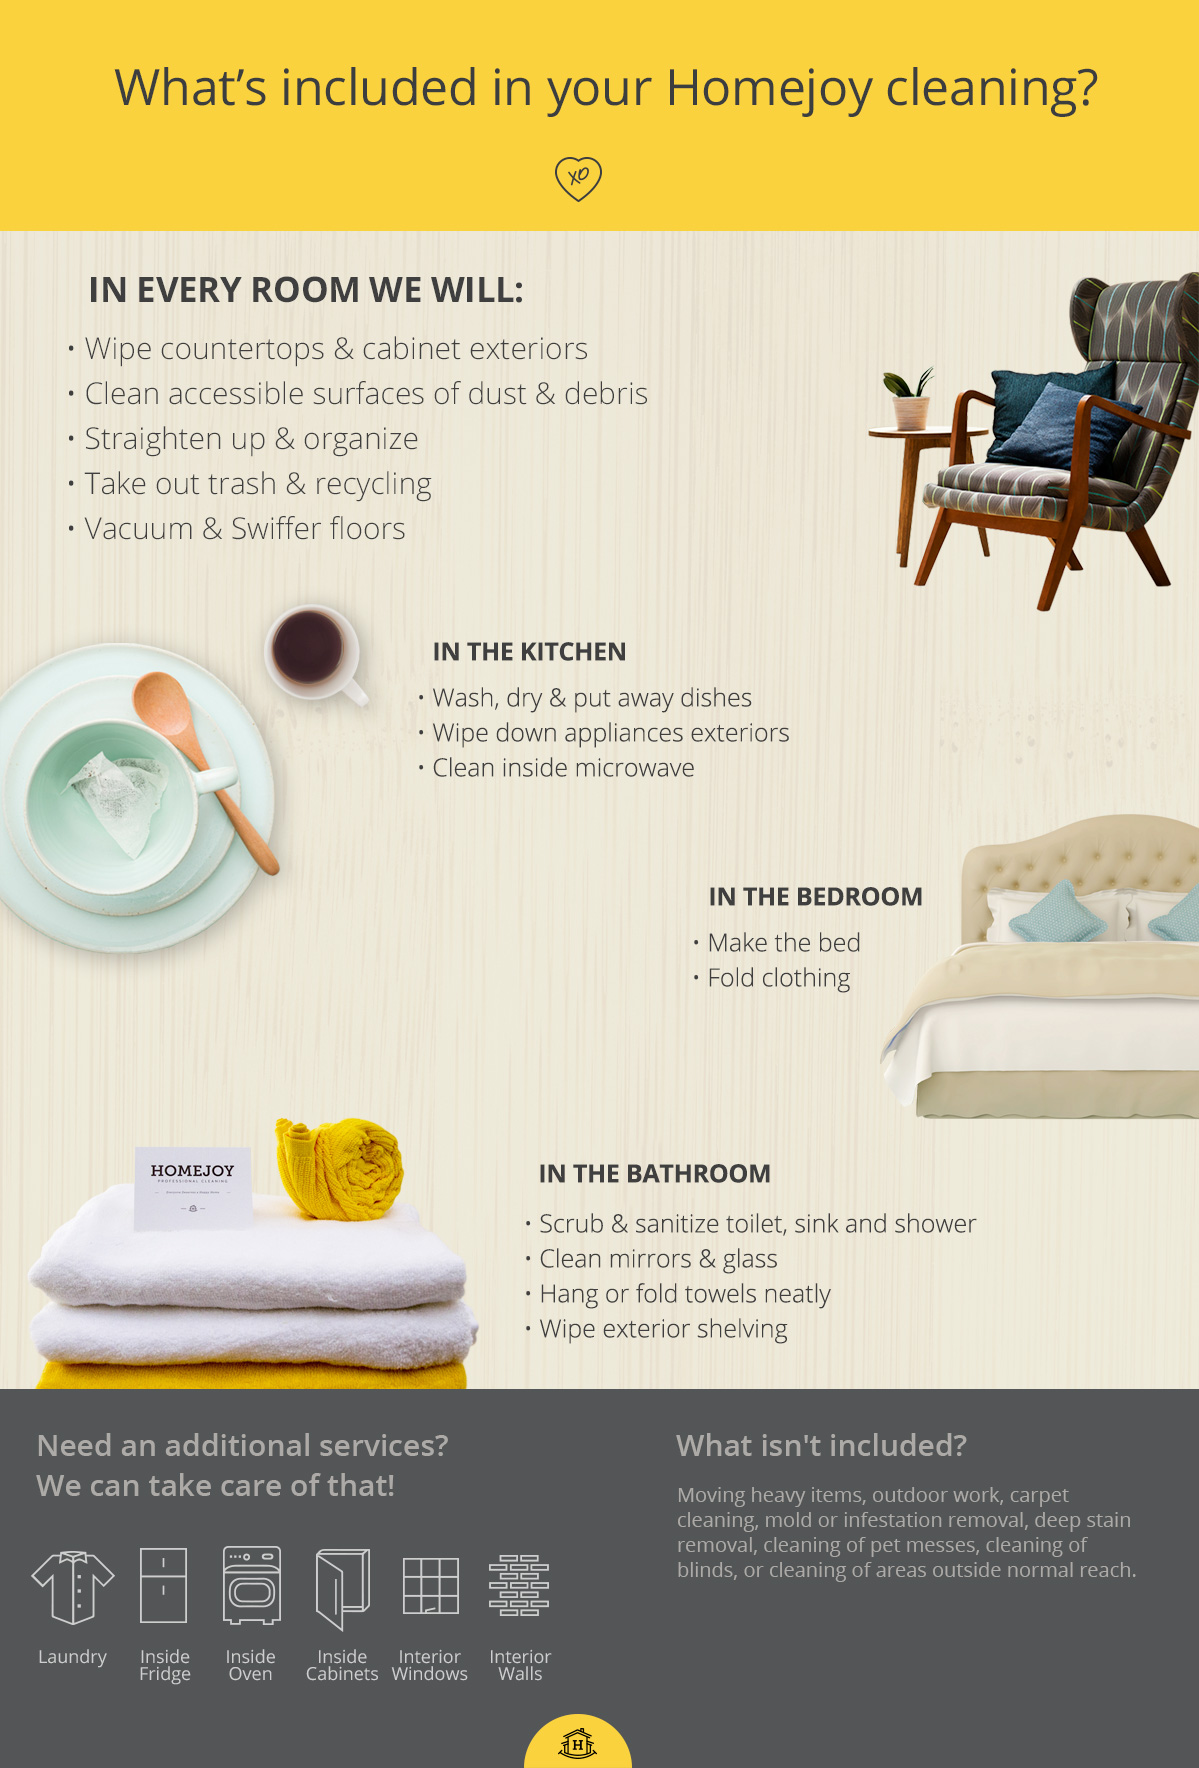 What’s included in your Homejoy cleaning?
XO
IN EVERY ROOM WE WILL:
• Wipe countertops & cabinet exteriors
• Clean accessible surfaces of dust & debris
• Straighten up & organize
• Take out trash & recycling
• Vacuum & Swiffer floors
IN THE KITCHEN
• Wash, dry & put away dishes
• Wipe down appliances exteriors
• Clean inside microwave
IN THE BEDROOM
• Make the bed
• Fold clothing
HOMEJOY
PROFESSIONAL CLEANING
IN THE BATHROOM
• Scrub & sanitize toilet, sink and shower
• Clean mirrors & glass
• Hang or fold towels neatly
• Wipe exterior shelving
Need an additional services?
We can take care of that!
Laundry
Inside
Fridge
Inside
Oven
Inside
Cabinets
Interior
Windows
Interior
Walls
What isn't included?
Moving heavy items, outdoor work, carpet
cleaning, mold or infestation removal, deep stain
removal, cleaning of pet messes, cleaning of
blinds, or cleaning of areas outside normal reach.
H